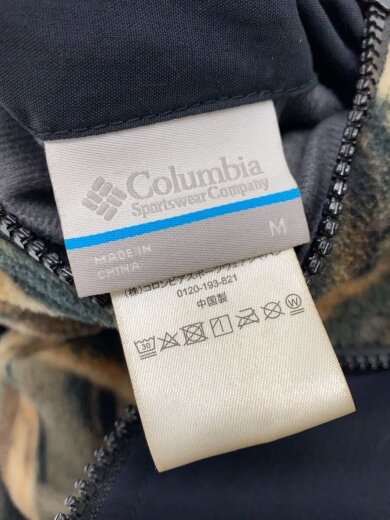 Columbia
Sportswear Company
M
MADE IN
CHINA
(株)コロンビアスポーツウェアジャパン
0120-193-821
中国製
30
W